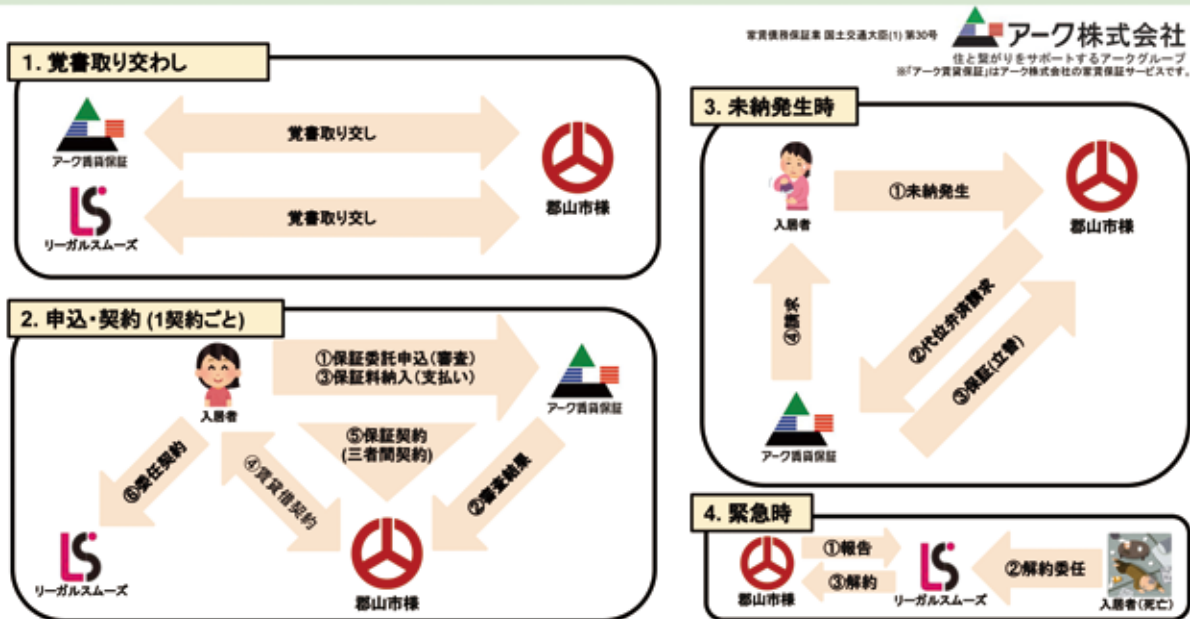 家賃債務保証業 国土交通大臣(1) 第30号
アーク株式会社
住と繋がりをサポートするアークグループ
※「アーク賃貸保証」はアーク株式会社の家賃保証サービスです。
1. 覚書取り交わし
覚書取り交し
アーク賃貸保証
覚書取り交し
LS
リーガルスムーズ
郡山市様
2. 申込・契約 (1契約ごと)
①保証委託申込(審査)
③保証料納入(支払い)
入居者
アーク賃貸保証
⑤保証契約
(三者間契約)
⑥委任契約
④賃貸借契約
②審査結果
LS
リーガルスムーズ
郡山市様
3. 未納発生時
①未納発生
入居者
郡山市様
④請求
②代位弁済請求
③保証(立替)
アーク賃貸保証
4. 緊急時
①報告
③解約
②解約委任
郡山市様
LS
リーガルスムーズ
入居者(死亡)